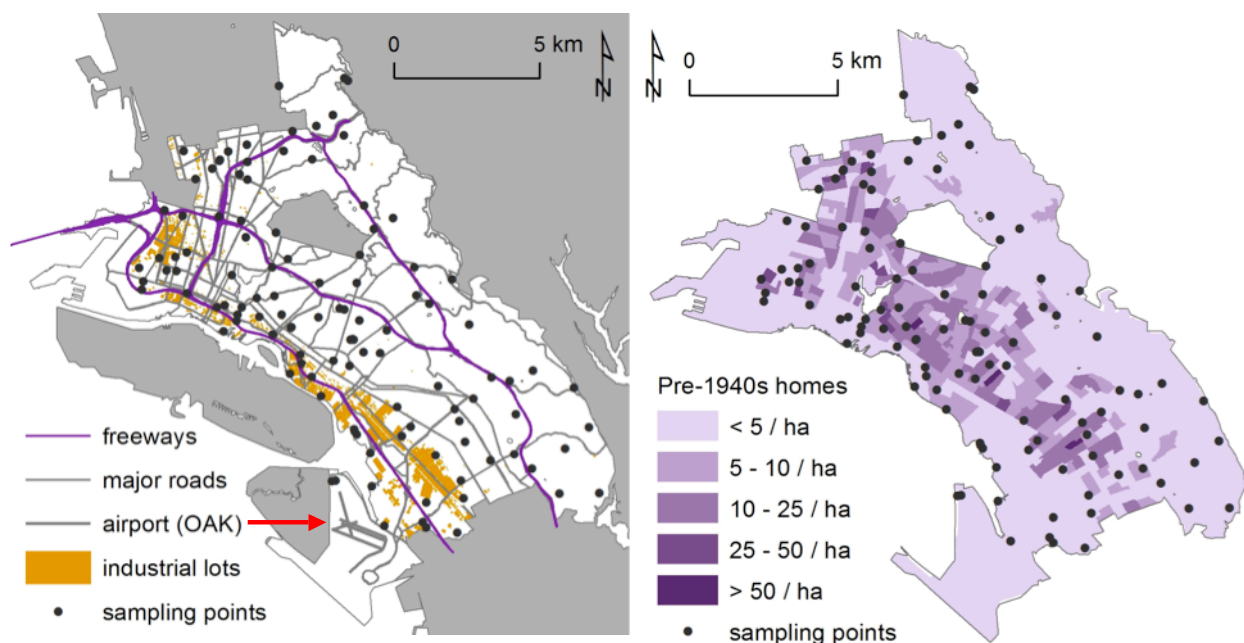 0
5 km
N
freeways
major roads
airport (OAK)
industrial lots
sampling points
0
5 km
N
Pre-1940s homes
< 5 / ha
5 - 10 / ha
10 - 25 / ha
25 - 50 / ha
> 50 / ha
sampling points